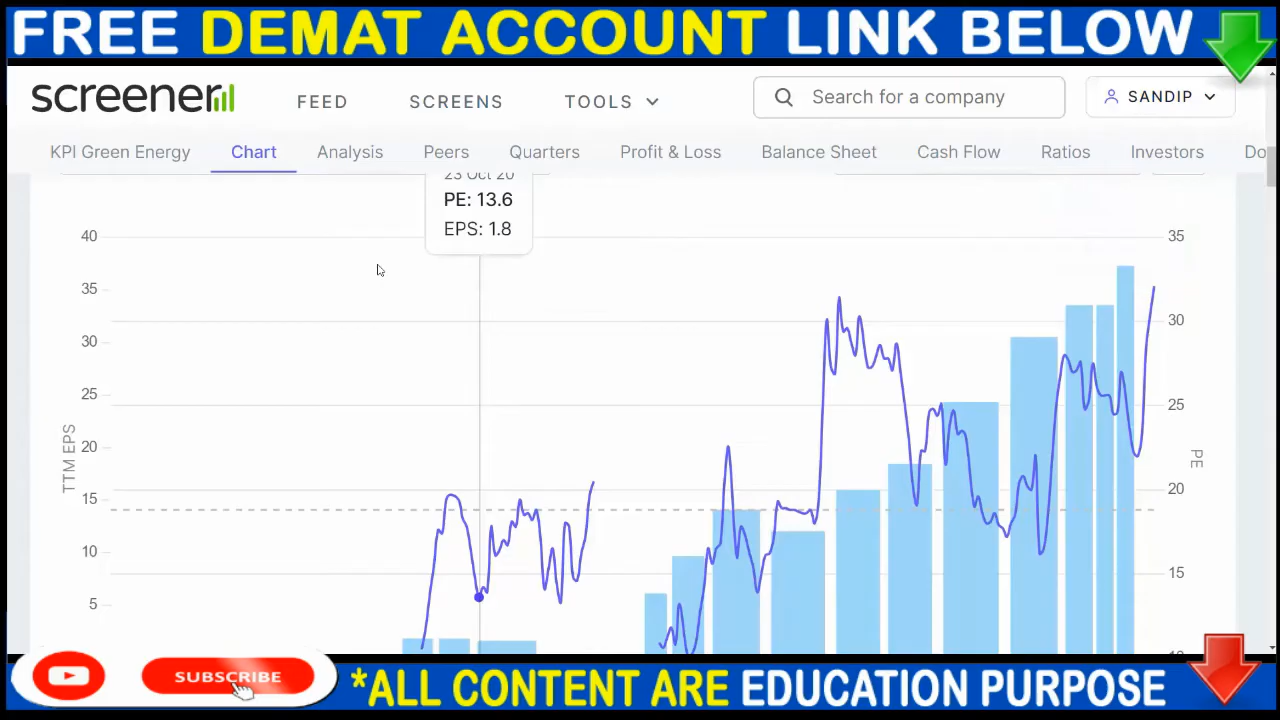 FREE DEMAT ACCOUNT LINK BELOW
screener
FEED SCREENS TOOLS
Search for a company
SANDIP
KPI Green Energy Chart Analysis Peers Quarters Profit & Loss Balance Sheet Cash Flow Ratios Investors Do
23 Oct 20
PE: 13.6
EPS: 1.8
40 35
35
30 30
25 25
20 20
15
10 15
5
TTM EPS
PE
SUBSCRIBE
*ALL CONTENT ARE EDUCATION PURPOSE